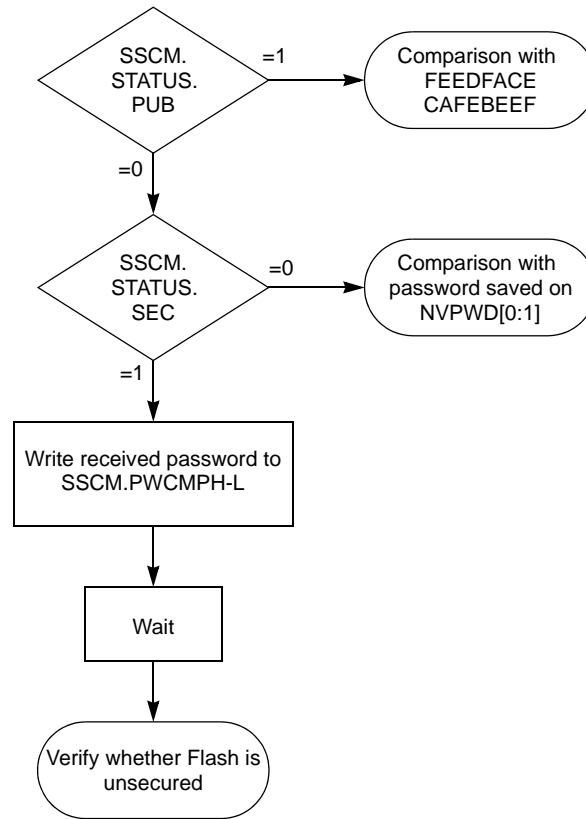 SSCM.
STATUS.
PUB
=1
Comparison with
FEEDFACE
CAFEBEEF
=0
SSCM.
STATUS.
SEC
=0
Comparison with
password saved on
NVPWD[0:1]
=1
Write received password to
SSCM.PWCMPH-L
Wait
Verify whether Flash is
unsecured